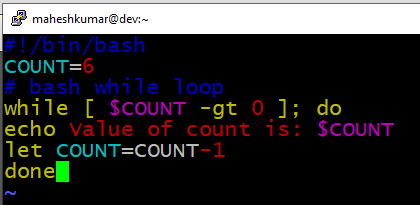 maheshkumar@dev:~
#!/bin/bash
COUNT=6
# bash while loop
while [ $COUNT -gt 0 ]; do
echo Value of count is: $COUNT
let COUNT=COUNT-1
done
~